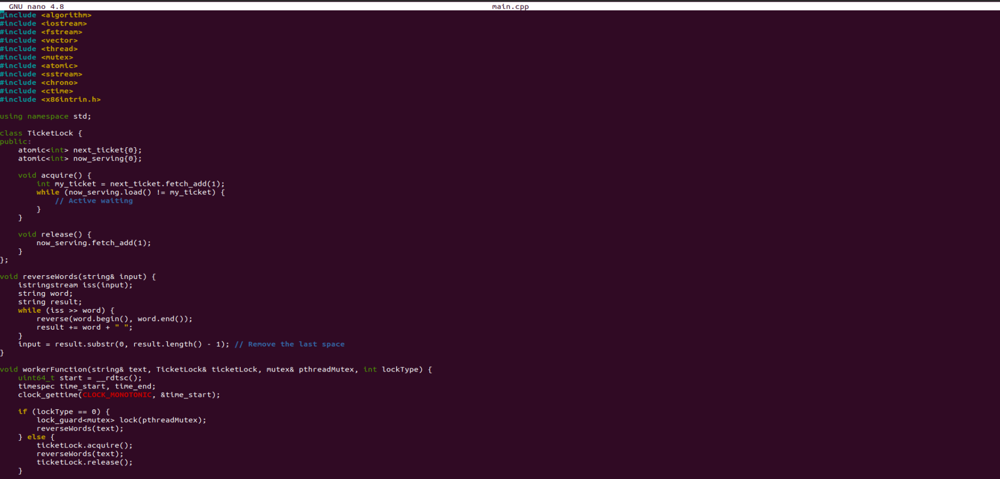 GNU nano 4.8 main.cpp
#include <algorithm>
#include <iostream>
#include <fstream>
#include <vector>
#include <thread>
#include <mutex>
#include <atomic>
#include <sstream>
#include <chrono>
#include <ctime>
#include <x86intrin.h>

using namespace std;

class TicketLock {
public:
    atomic<int> next_ticket{0};
    atomic<int> now_serving{0};

    void acquire() {
        int my_ticket = next_ticket.fetch_add(1);
        while (now_serving.load() != my_ticket) {
            // Active waiting
        }
    }

    void release() {
        now_serving.fetch_add(1);
    }
};

void reverseWords(string& input) {
    istringstream iss(input);
    string word;
    string result;
    while (iss >> word) {
        reverse(word.begin(), word.end());
        result += word + " ";
    }
    input = result.substr(0, result.length() - 1); // Remove the last space
}

void workerFunction(string& text, TicketLock& ticketLock, mutex& pthreadMutex, int lockType) {
    uint64_t start = __rdtsc();
    timespec time_start, time_end;
    clock_gettime(CLOCK_MONOTONIC, &time_start);

    if (lockType == 0) {
        lock_guard<mutex> lock(pthreadMutex);
        reverseWords(text);
    } else {
        ticketLock.acquire();
        reverseWords(text);
        ticketLock.release();
    }